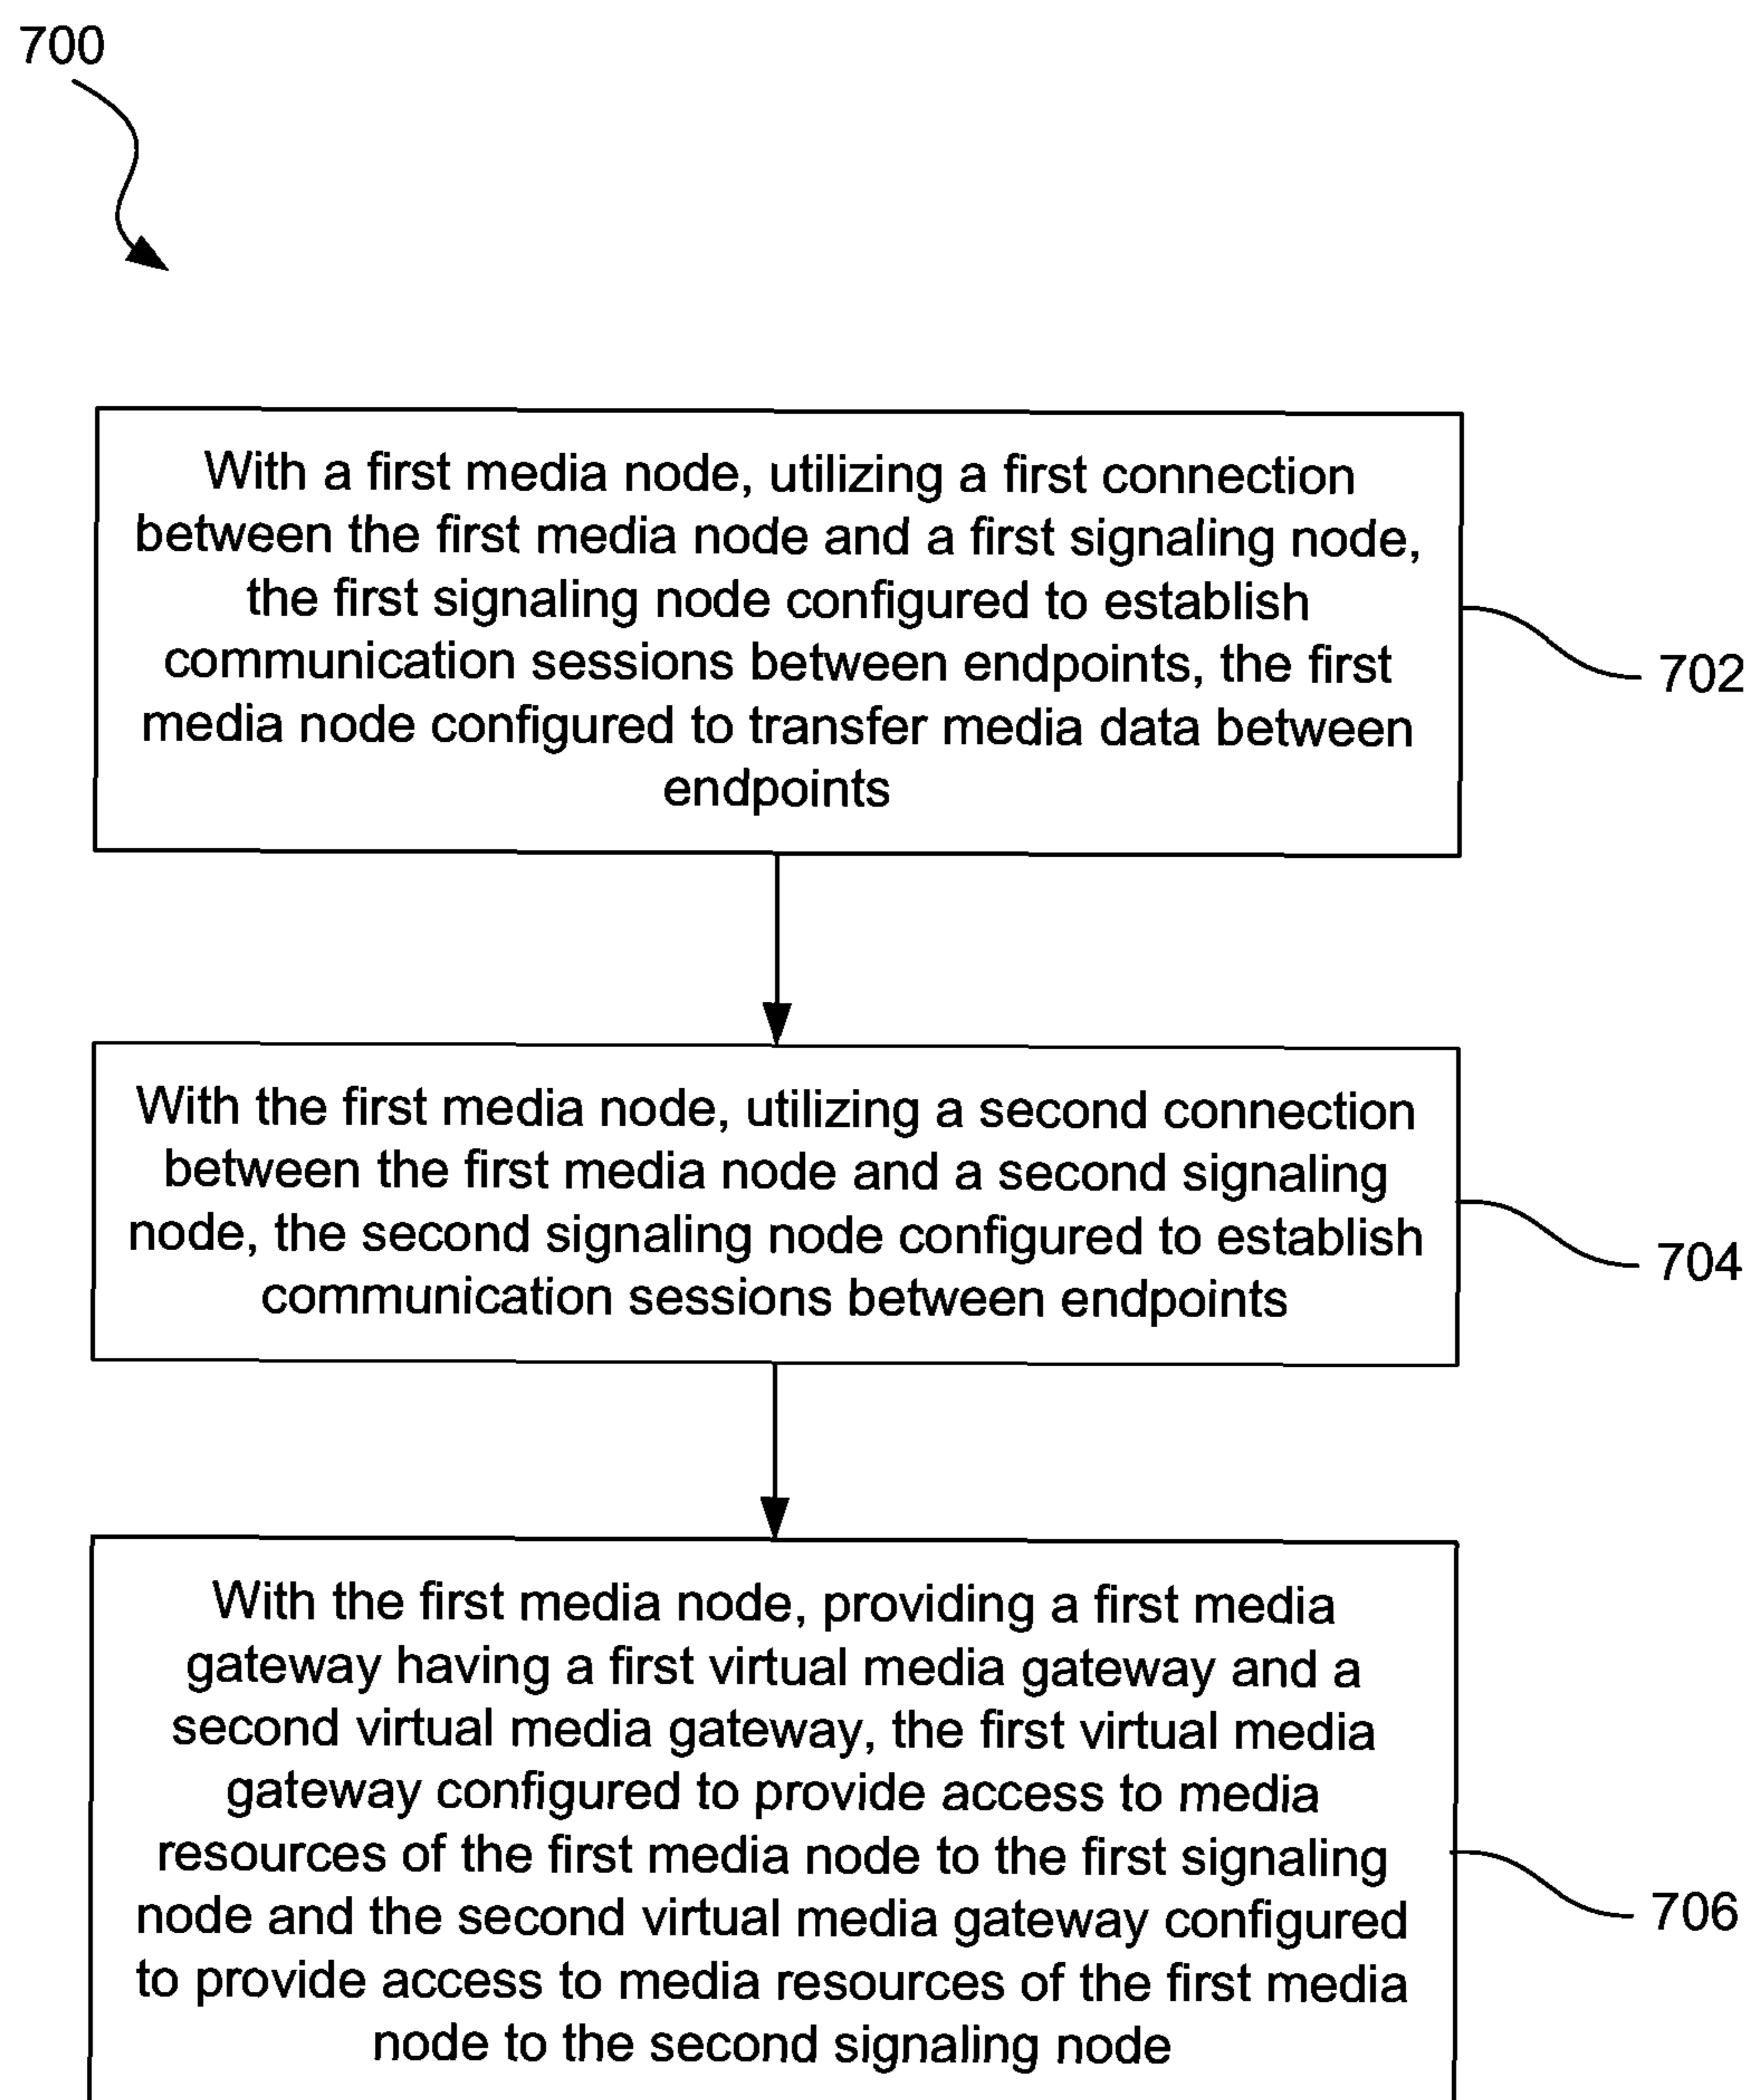 700
With a first media node, utilizing a first connection
between the first media node and a first signaling node,
the first signaling node configured to establish
communication sessions between endpoints, the first
media node configured to transfer media data between
endpoints
702
With the first media node, utilizing a second connection
between the first media node and a second signaling
node, the second signaling node configured to establish
communication sessions between endpoints
704
With the first media node, providing a first media
gateway having a first virtual media gateway and a
second virtual media gateway, the first virtual media
gateway configured to provide access to media
resources of the first media node to the first signaling
node and the second virtual media gateway configured
to provide access to media resources of the first media
node to the second signaling node
706